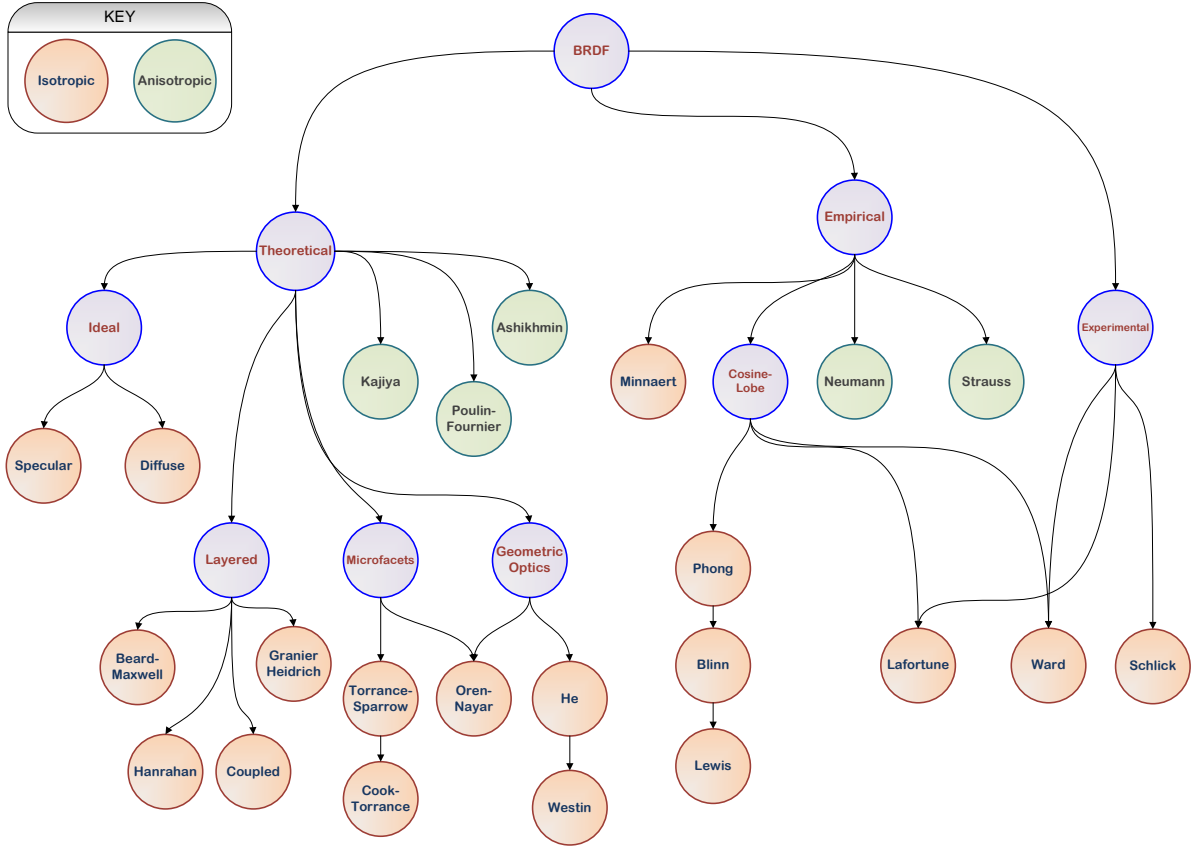 KEY
Isotropic
Anisotropic
BRDF
Theoretical
Empirical
Experimental
Ideal
Ashikhmin
Kajiya
Poulin-
Fournier
Minnaert
Cosine-
Lobe
Neumann
Strauss
Specular
Diffuse
Layered
Microfacets
Geometric
Optics
Phong
Beard-
Maxwell
Granier
Heidrich
Torrance-
Sparrow
Oren-
Nayar
He
Blinn
Lafortune
Ward
Schlick
Hanrahan
Coupled
Cook-
Torrance
Westin
Lewis